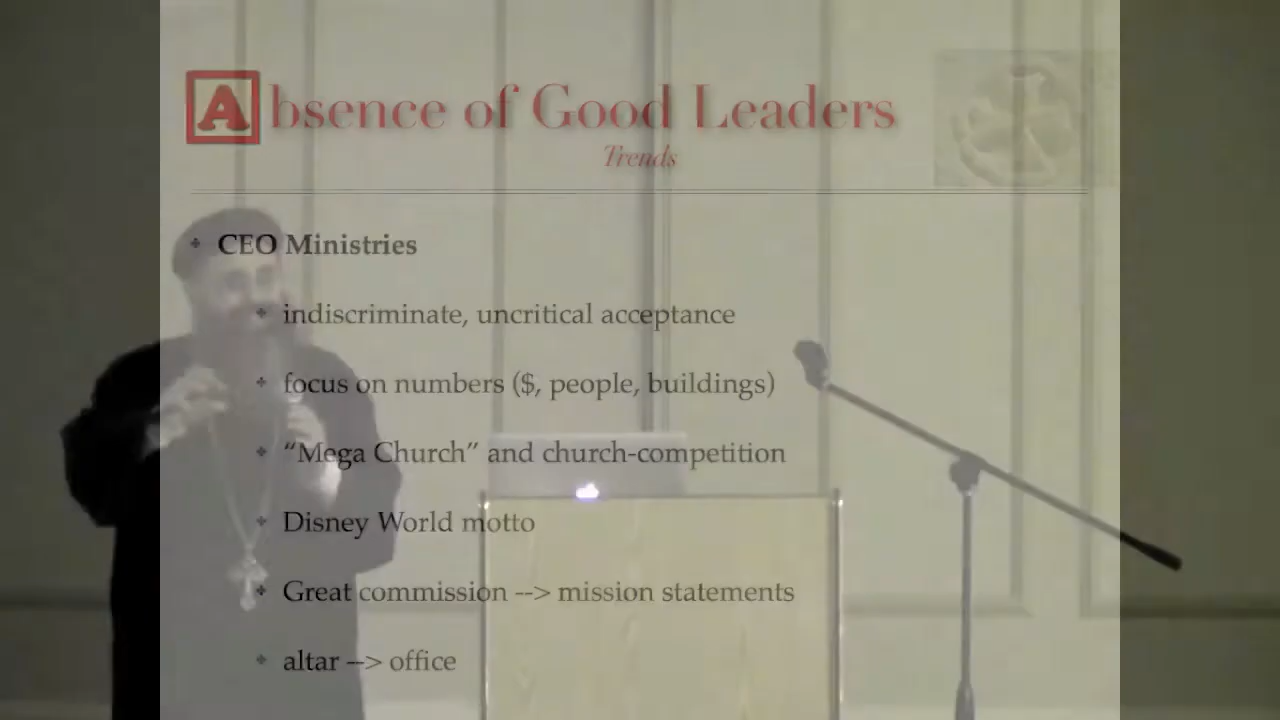 Absence of Good Leaders
Trends
CEO Ministries
indiscriminate, uncritical acceptance
focus on numbers ($, people, buildings)
“Mega Church” and church-competition
Disney World motto
Great commission --> mission statements
altar --> office